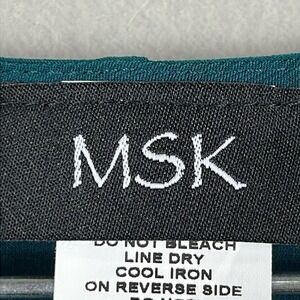 MSK
DO NOT BLEACH
LINE DRY
COOL IRON
ON REVERSE SIDE